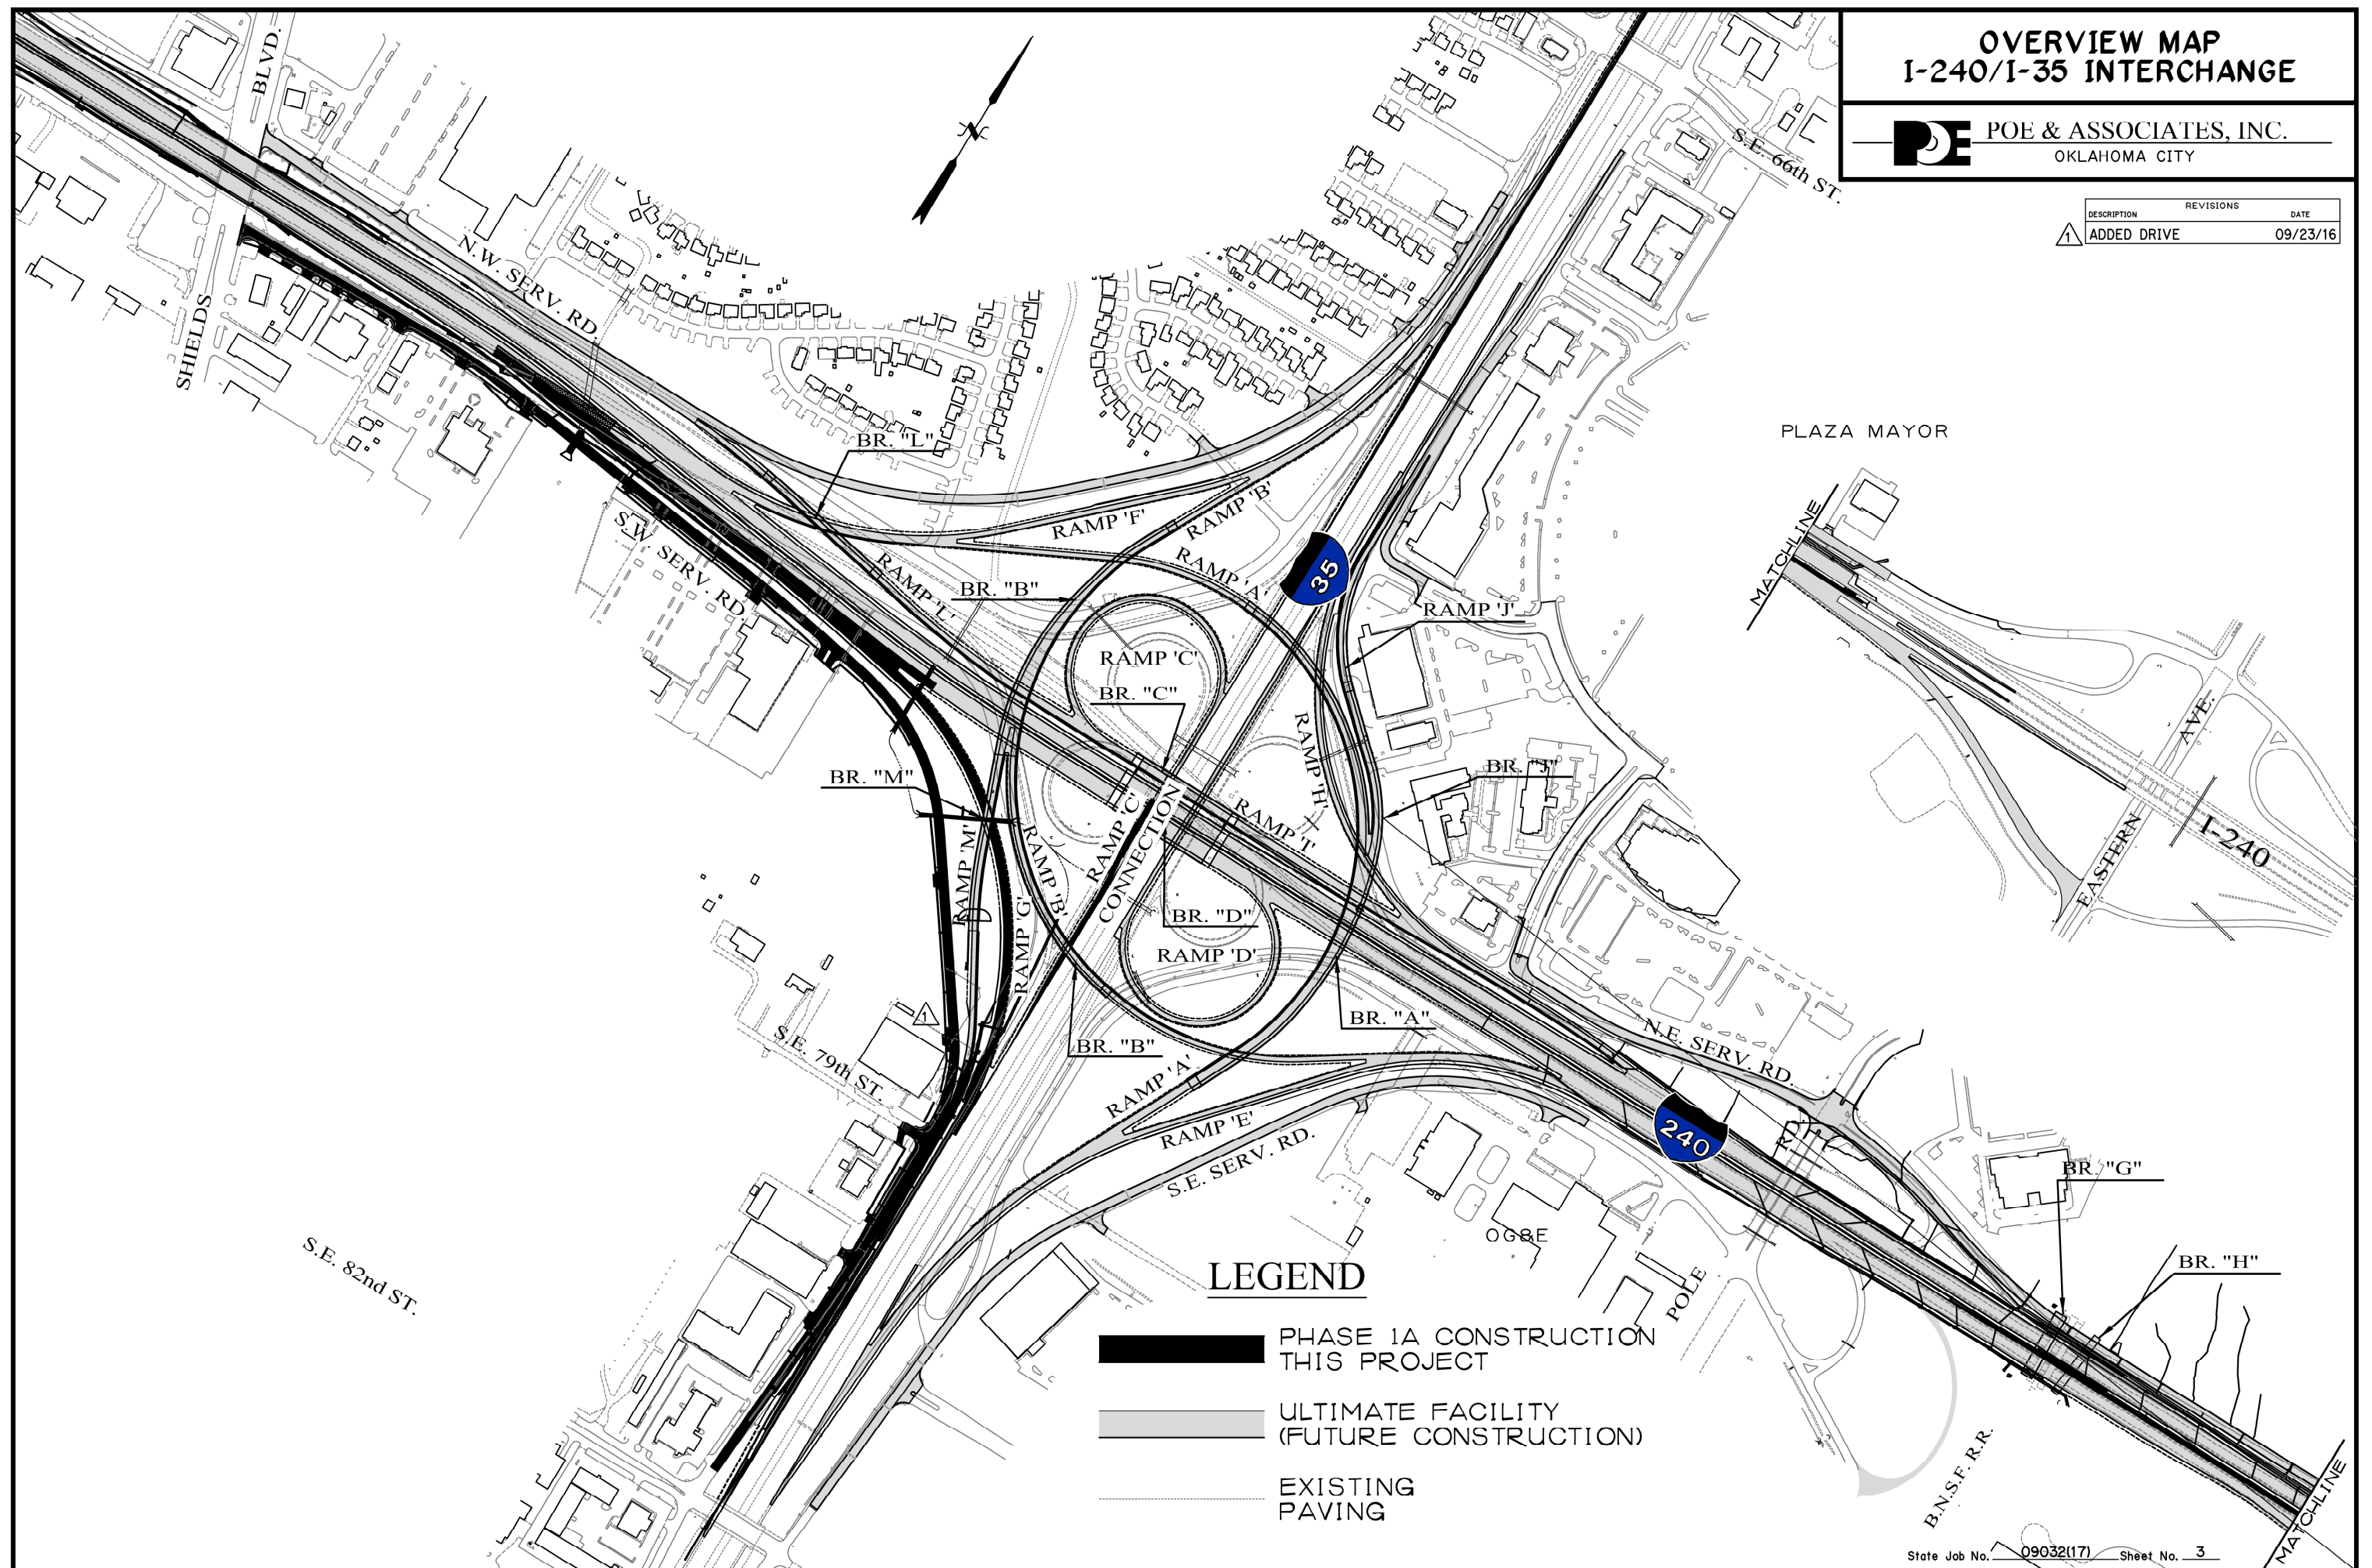 OVERVIEW MAP
I-240/I-35 INTERCHANGE
POE & ASSOCIATES, INC.
OKLAHOMA CITY
REVISIONS
DESCRIPTION DATE
1 ADDED DRIVE 09/23/16
BLVD.
SHIELDS
N
S.E. 66th ST.
N.W. SERV. RD.
PLAZA MAYOR
BR. "L"
MATCHLINE
RAMP 'F'
RAMP 'B'
S.W. SERV. RD.
RAMP 'L'
RAMP 'A'
35
BR. "B"
RAMP 'J'
RAMP 'C'
BR. "C"
RAMP 'H'
AVE.
BR. "M"
BR. "J"
RAMP 'I'
RAMP 'C'
CONNECTION
I-240
EASTERN
RAMP 'M'
RAMP 'G'
RAMP 'B'
BR. "D"
RAMP 'D'
1
BR. "A"
BR. "B"
S.E. 79th ST.
RAMP 'A'
N.E. SERV. RD.
RAMP 'E'
S.E. SERV. RD.
240
RD.
BR. "G"
OG&E
S.E. 82nd ST.
POLE
BR. "H"
LEGEND
PHASE 1A CONSTRUCTION
THIS PROJECT
ULTIMATE FACILITY
(FUTURE CONSTRUCTION)
EXISTING
PAVING
B.N.S.F. R.R.
MATCHLINE
State Job No. 09032(17) Sheet No. 3